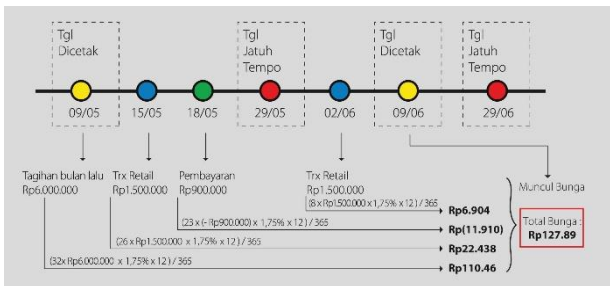 Tgl
Dicetak
Tgl
Jatuh
Tempo
Tgl
Dicetak
Tgl
Jatuh
Tempo
09/05
15/05
18/05
29/05
02/06
09/06
29/06
Tagihan bulan lalu
Rp6.000.000
Trx Retail
Rp1.500.000
Pembayaran
Rp900.000
Trx Retail
Rp1.500.000
Muncul Bunga
(8 x Rp1.500.000 x 1,75% x 12) / 365
Rp6.904
(23 x (- Rp900.000) x 1,75% x 12 ) / 365
Rp(11.910)
(26 x Rp1.500.000 x 1,75% x 12 ) / 365
Rp22.438
(32x Rp6.000.000 x 1,75% x 12 ) / 365
Rp110.46
Total Bunga :
Rp127.89